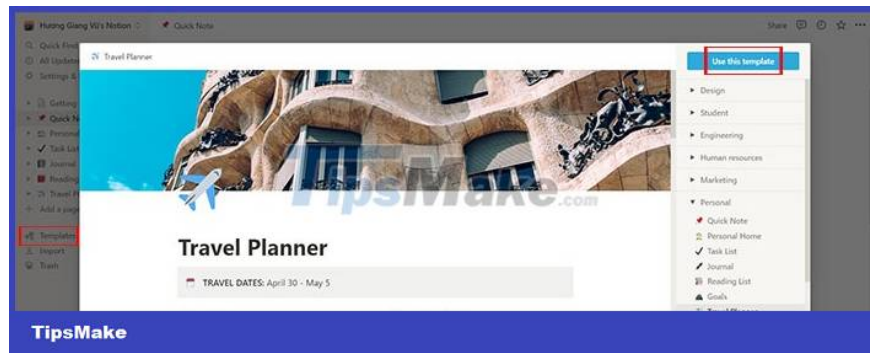 Hương Giang Vũ's Notion
Quick Note
Share
Quick Find
All Updates
Settings &
Getting
Quick N
Personal
Task List
Journal
Reading
Travel Pl
Add a page
Templates
Import
Trash
Travel Planner
TipsMake.com
Travel Planner
TRAVEL DATES: April 30 - May 5
Use this template
Design
Student
Engineering
Human resources
Marketing
Personal
Quick Note
Personal Home
Task List
Journal
Reading List
Goals
Travel Planner
TipsMake